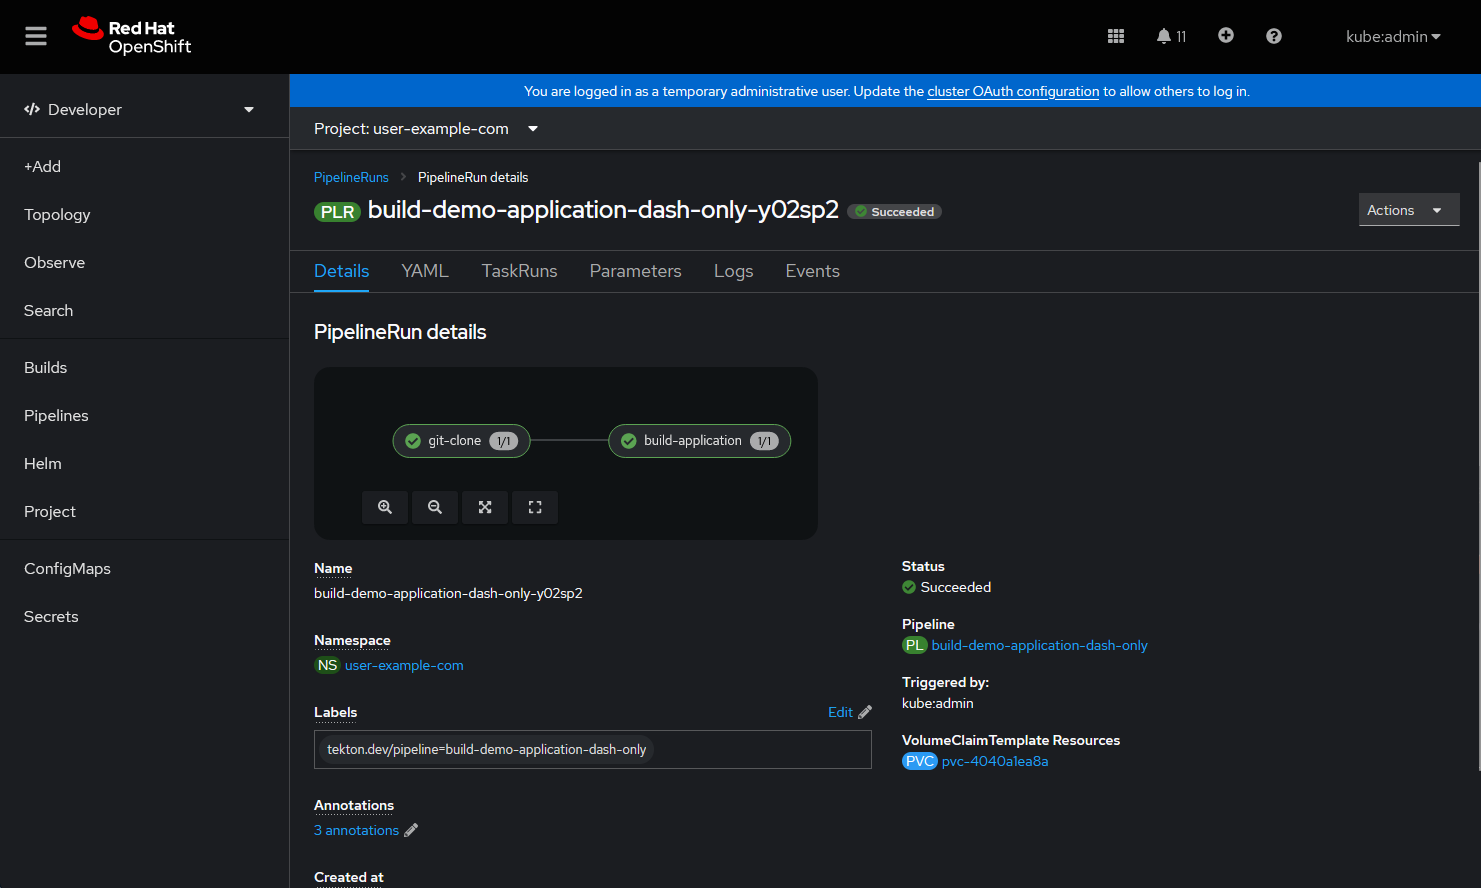 Red Hat
OpenShift
11
kube:admin
Developer
You are logged in as a temporary administrative user. Update the cluster OAuth configuration to allow others to log in.
Project: user-example-com
+Add
Topology
Observe
Search
Builds
Pipelines
Helm
Project
ConfigMaps
Secrets
PipelineRuns
PipelineRun details
PLR build-demo-application-dash-only-y02sp2 Succeeded
Actions
Details YAML TaskRuns Parameters Logs Events
PipelineRun details
git-clone 1/1
build-application 1/1
Name
build-demo-application-dash-only-y02sp2
Namespace
NS user-example-com
Labels
Edit
tekton.dev/pipeline=build-demo-application-dash-only
Annotations
3 annotations
Created at
Status
Succeeded
Pipeline
PL build-demo-application-dash-only
Triggered by:
kube:admin
VolumeClaimTemplate Resources
PVC pvc-4040a1ea8a